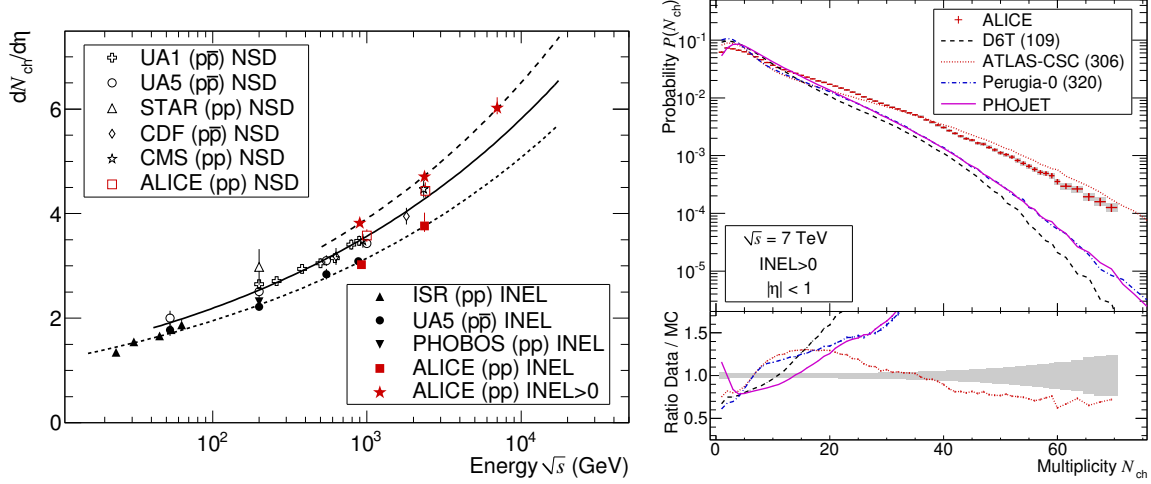 dN_ch/dη
7
6
5
4
3
2
1
0
UA1 (pp̅) NSD
UA5 (pp̅) NSD
STAR (pp) NSD
CDF (pp̅) NSD
CMS (pp) NSD
ALICE (pp) NSD
ISR (pp) INEL
UA5 (pp̅) INEL
PHOBOS (pp) INEL
ALICE (pp) INEL
ALICE (pp) INEL>0
10² 10³ 10⁴
Energy √s (GeV)
Probability P(N_ch)
10⁻¹
10⁻²
10⁻³
10⁻⁴
10⁻⁵
ALICE
D6T (109)
ATLAS-CSC (306)
Perugia-0 (320)
PHOJET
√s = 7 TeV
INEL>0
|η| < 1
Ratio Data / MC
1.5
1.0
0.5
0 20 40 60
Multiplicity N_ch